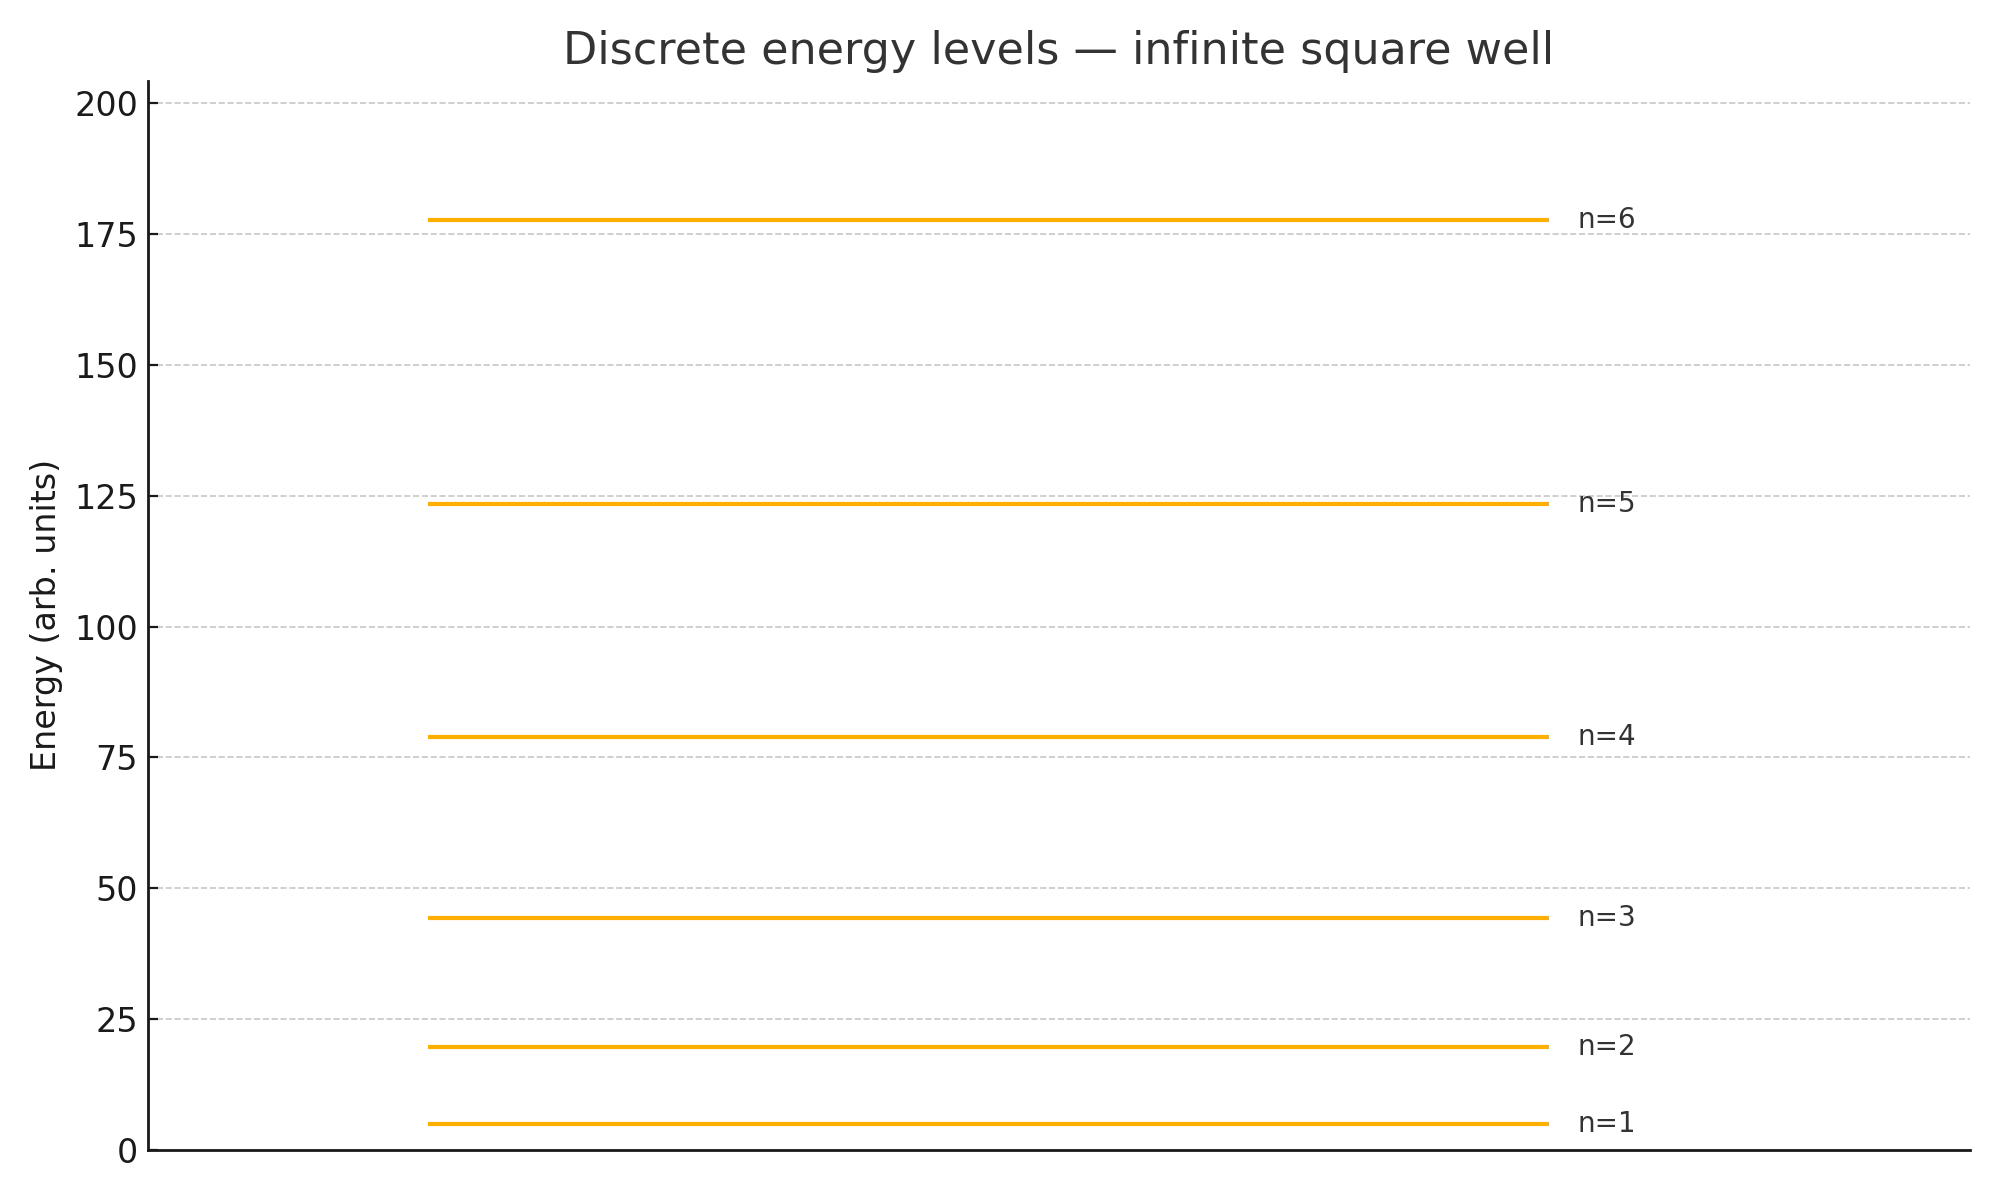 Discrete energy levels — infinite square well
200
175
150
125
100
75
50
25
0
Energy (arb. units)
n=6
n=5
n=4
n=3
n=2
n=1